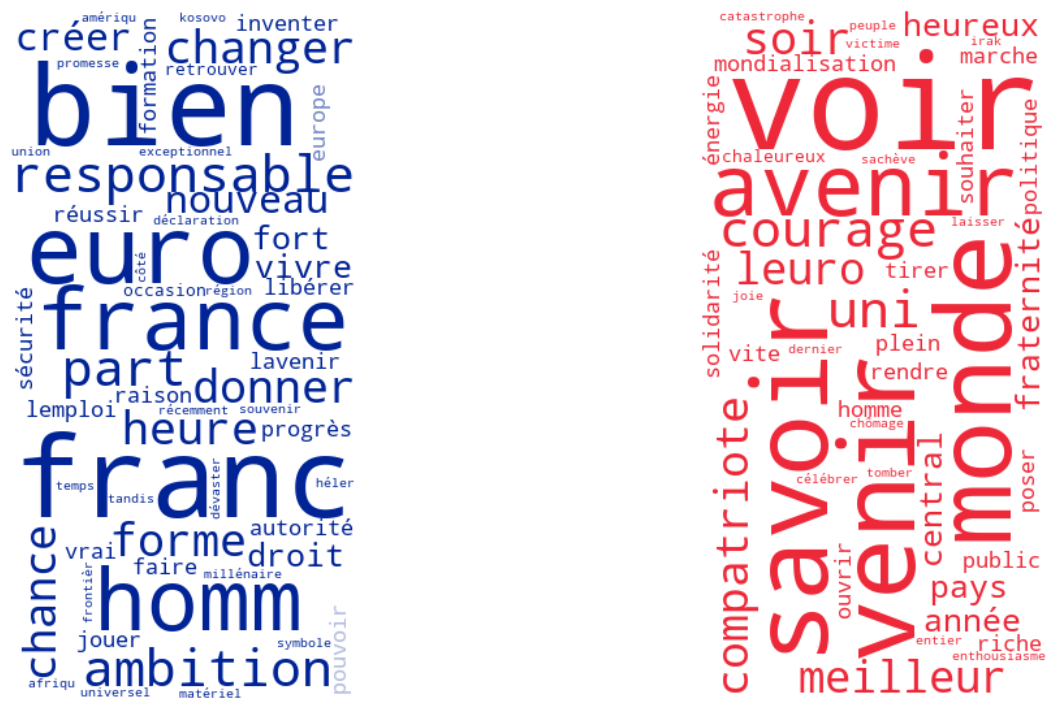 amériqu
kosovo
inventer
créer
changer
formation
promesse
retrouver
bien
europe
union
exceptionnel
responsable
nouveau
réussir
déclaration
euro
fort
côté
vivre
occasion
région
libérer
sécurité
france
part
lavenir
raison
donner
lemploi
récemment
souvenir
heure
progrès
franc
temps
tandis
dévaster
héler
chance
forme
autorité
vrai
droit
faire
millénaire
frontièr
homm
jouer
symbole
pouvoir
ambition
afriqu
universel
matériel
catastrophe
peuple
heureux
soir
victime
irak
marche
mondialisation
voir
énergie
souhaiter
politique
chaleureux
sachève
avenir
laisser
courage
fraternité
solidarité
leuro
tirer
monde
joie
uni
savoir
vite
dernier
plein
rendre
venir
compatriote
homme
chômage
central
célébrer
tomber
poser
ouvrir
public
pays
année
entier
riche
enthousiasme
meilleur